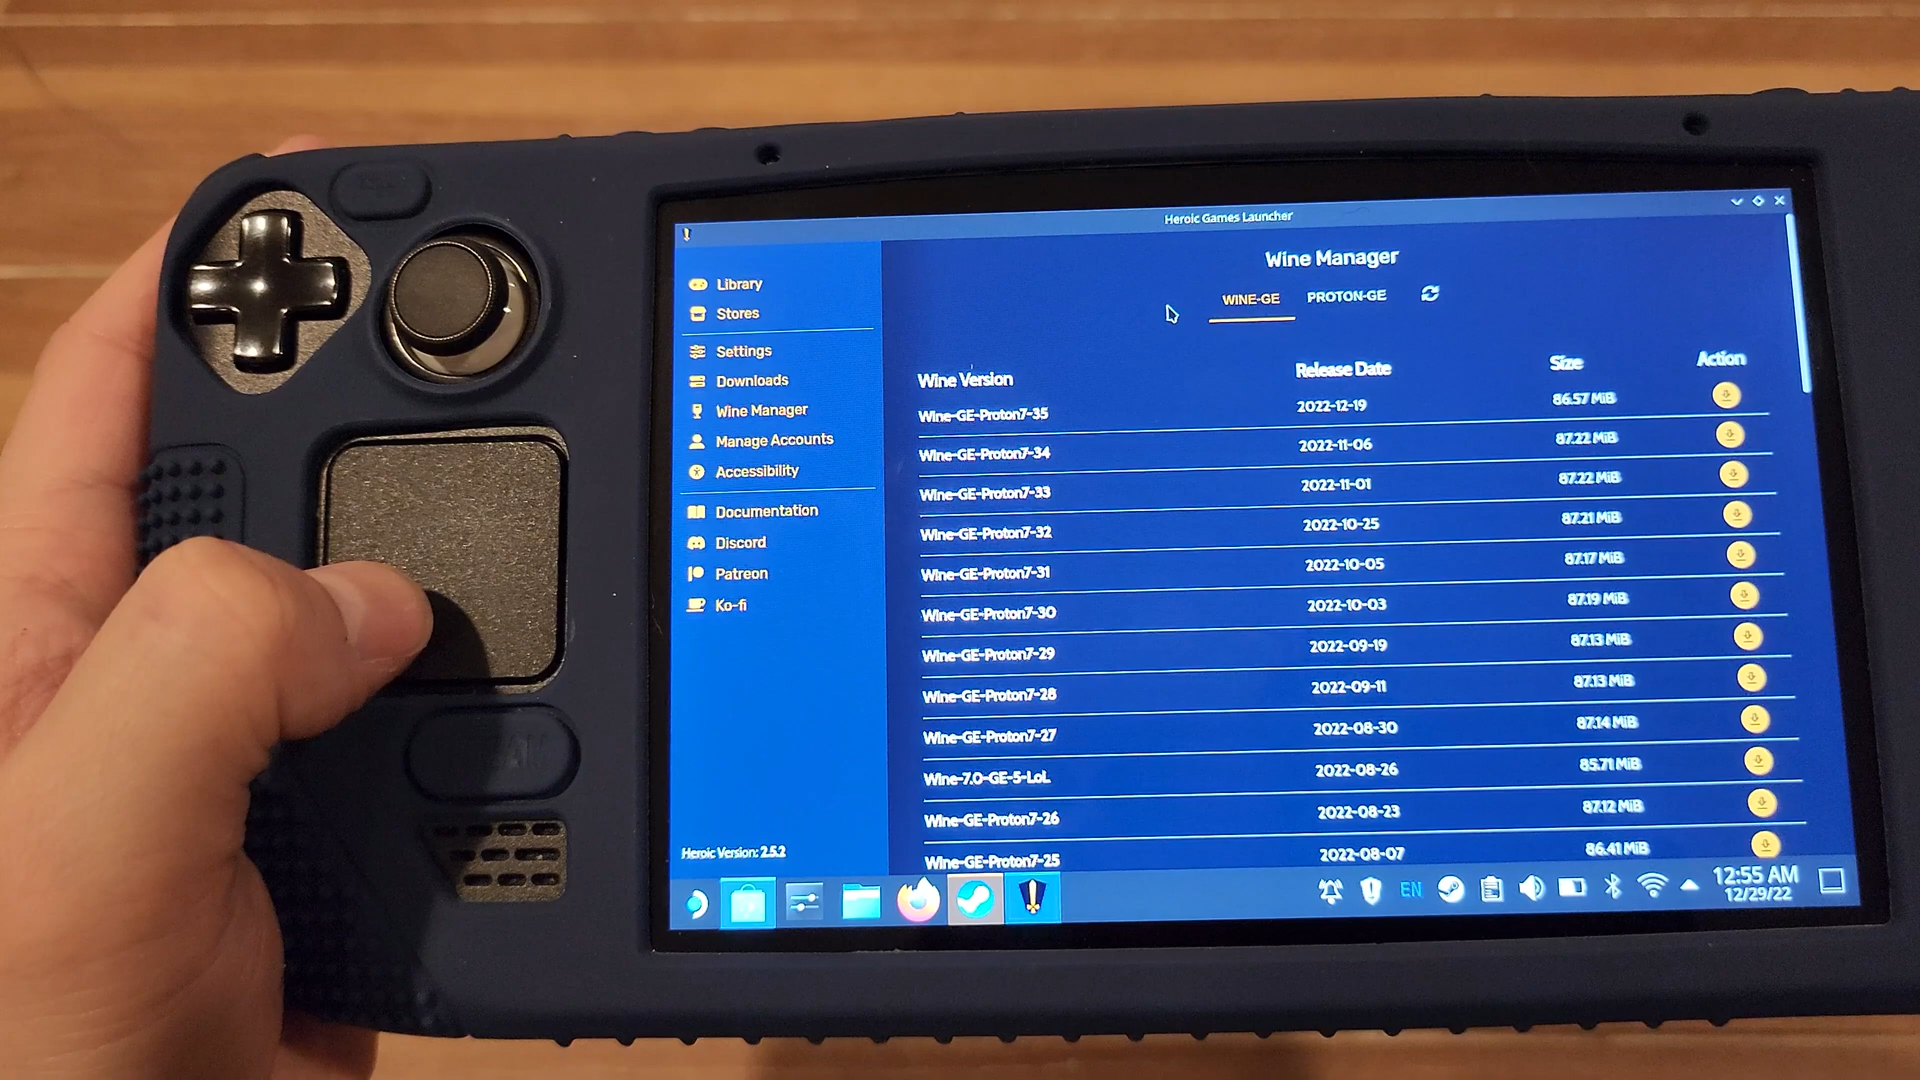 Heroic Games Launcher
Library
Stores
Settings
Downloads
Wine Manager
Manage Accounts
Accessibility
Documentation
Discord
Patreon
Ko-fi
Heroic Version: 2.5.2
Wine Manager
WINE-GE PROTON-GE
Wine Version Release Date Size Action
Wine-GE-Proton7-35 2022-12-19 86.57 MiB
Wine-GE-Proton7-34 2022-11-06 87.22 MiB
Wine-GE-Proton7-33 2022-11-01 87.22 MiB
Wine-GE-Proton7-32 2022-10-25 87.21 MiB
Wine-GE-Proton7-31 2022-10-05 87.17 MiB
Wine-GE-Proton7-30 2022-10-03 87.19 MiB
Wine-GE-Proton7-29 2022-09-19 87.13 MiB
Wine-GE-Proton7-28 2022-09-11 87.13 MiB
Wine-GE-Proton7-27 2022-08-30 87.14 MiB
Wine-7.0-GE-5-LoL 2022-08-26 85.71 MiB
Wine-GE-Proton7-26 2022-08-23 87.12 MiB
Wine-GE-Proton7-25 2022-08-07 86.41 MiB
EN
12:55 AM
12/29/22